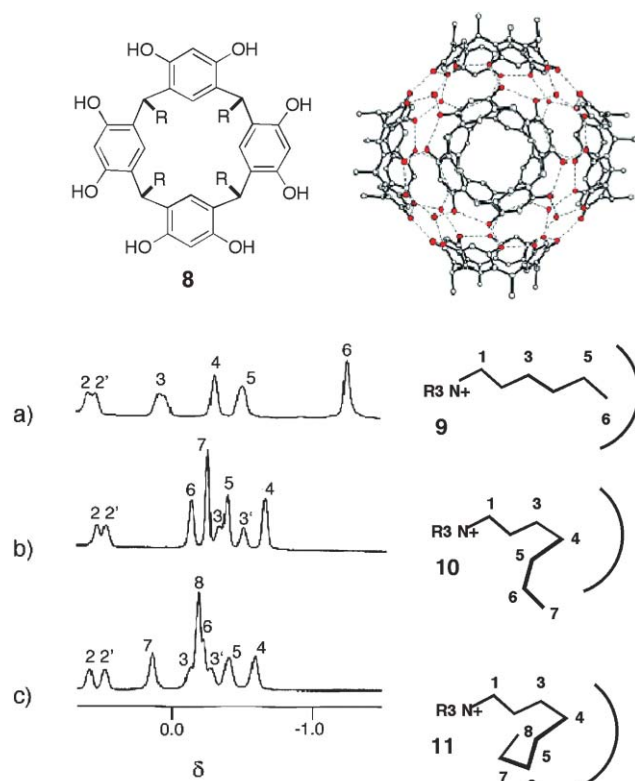 HO OH
HO OH
R R
R R
OH OH
HO OH
8
a)
2 2' 3 4 5 6
1 3 5
R3 N+
6
9
b)
2 2' 6 7 3 5 3' 4
1 3
R3 N+
4
5
10
6
7
c)
2 2' 7 3 8 6 3' 5 4
1 3
R3 N+
8 4
11
5
7
0.0 -1.0
δ